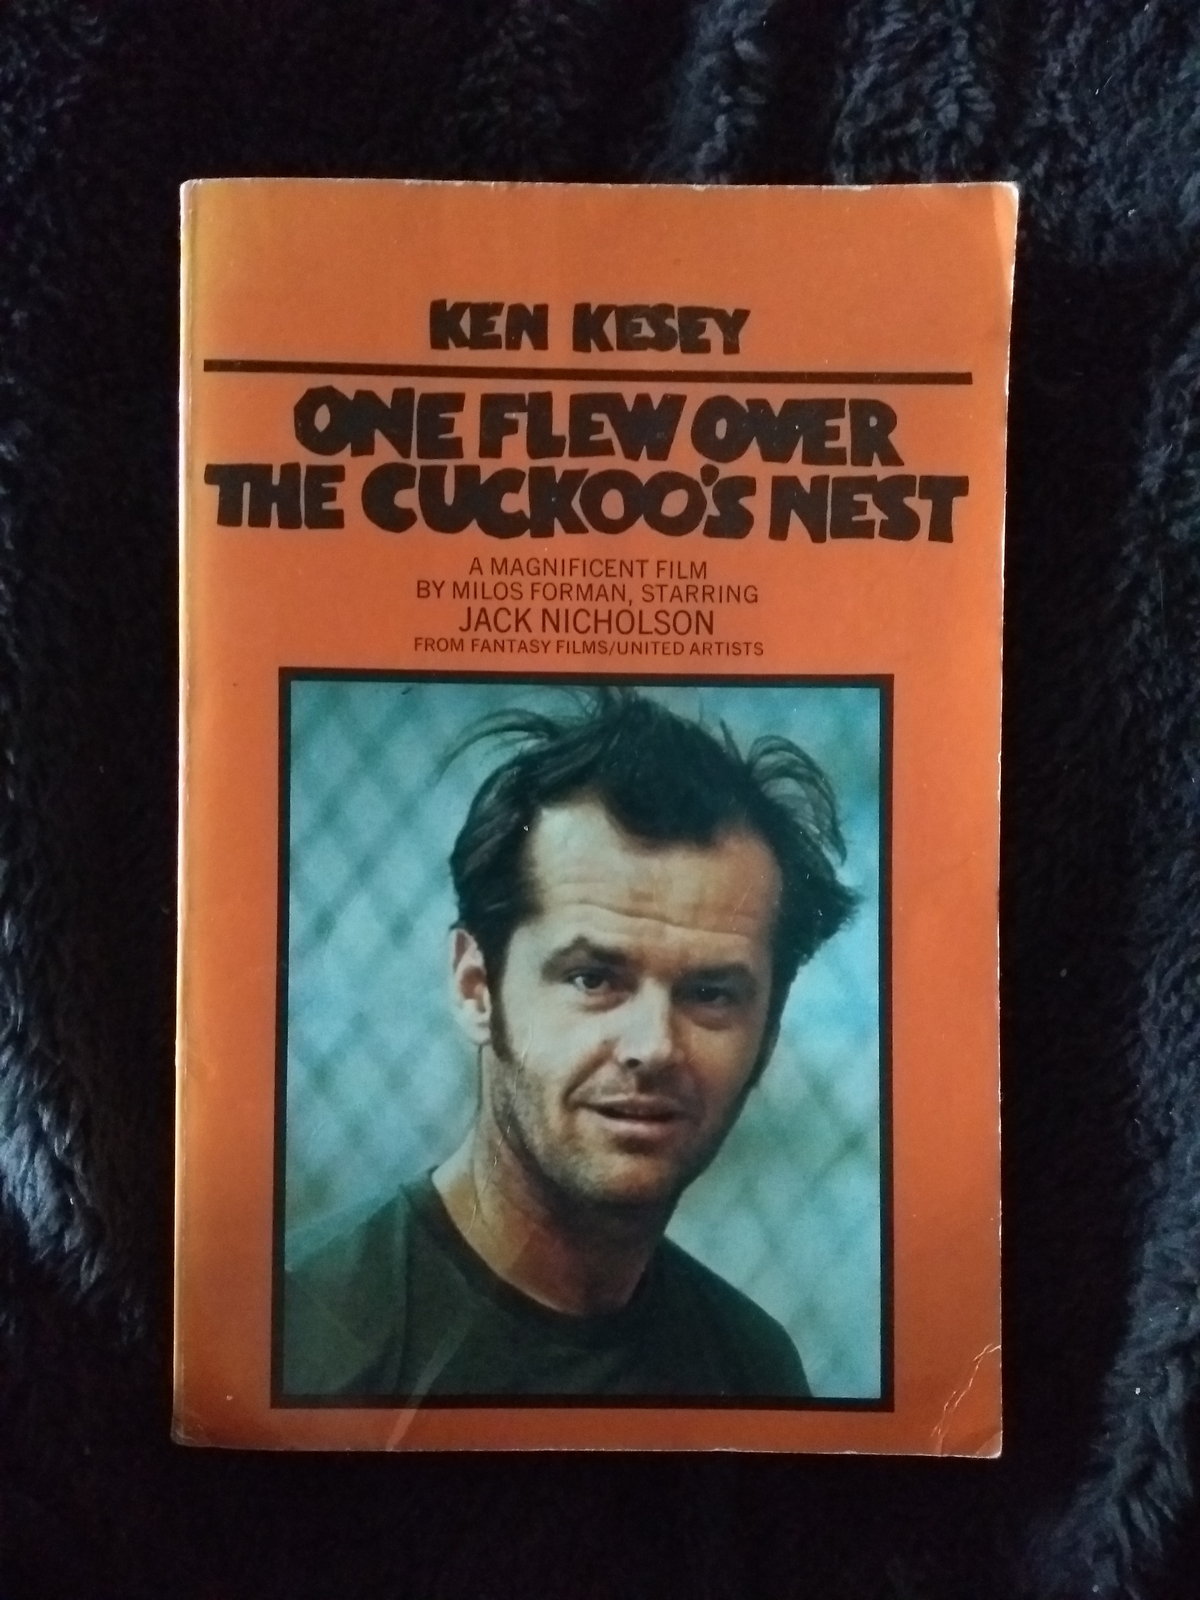 KEN KESEY
ONE FLEW OVER
THE CUCKOO'S NEST
A MAGNIFICENT FILM
BY MILOS FORMAN, STARRING
JACK NICHOLSON
FROM FANTASY FILMS/UNITED ARTISTS